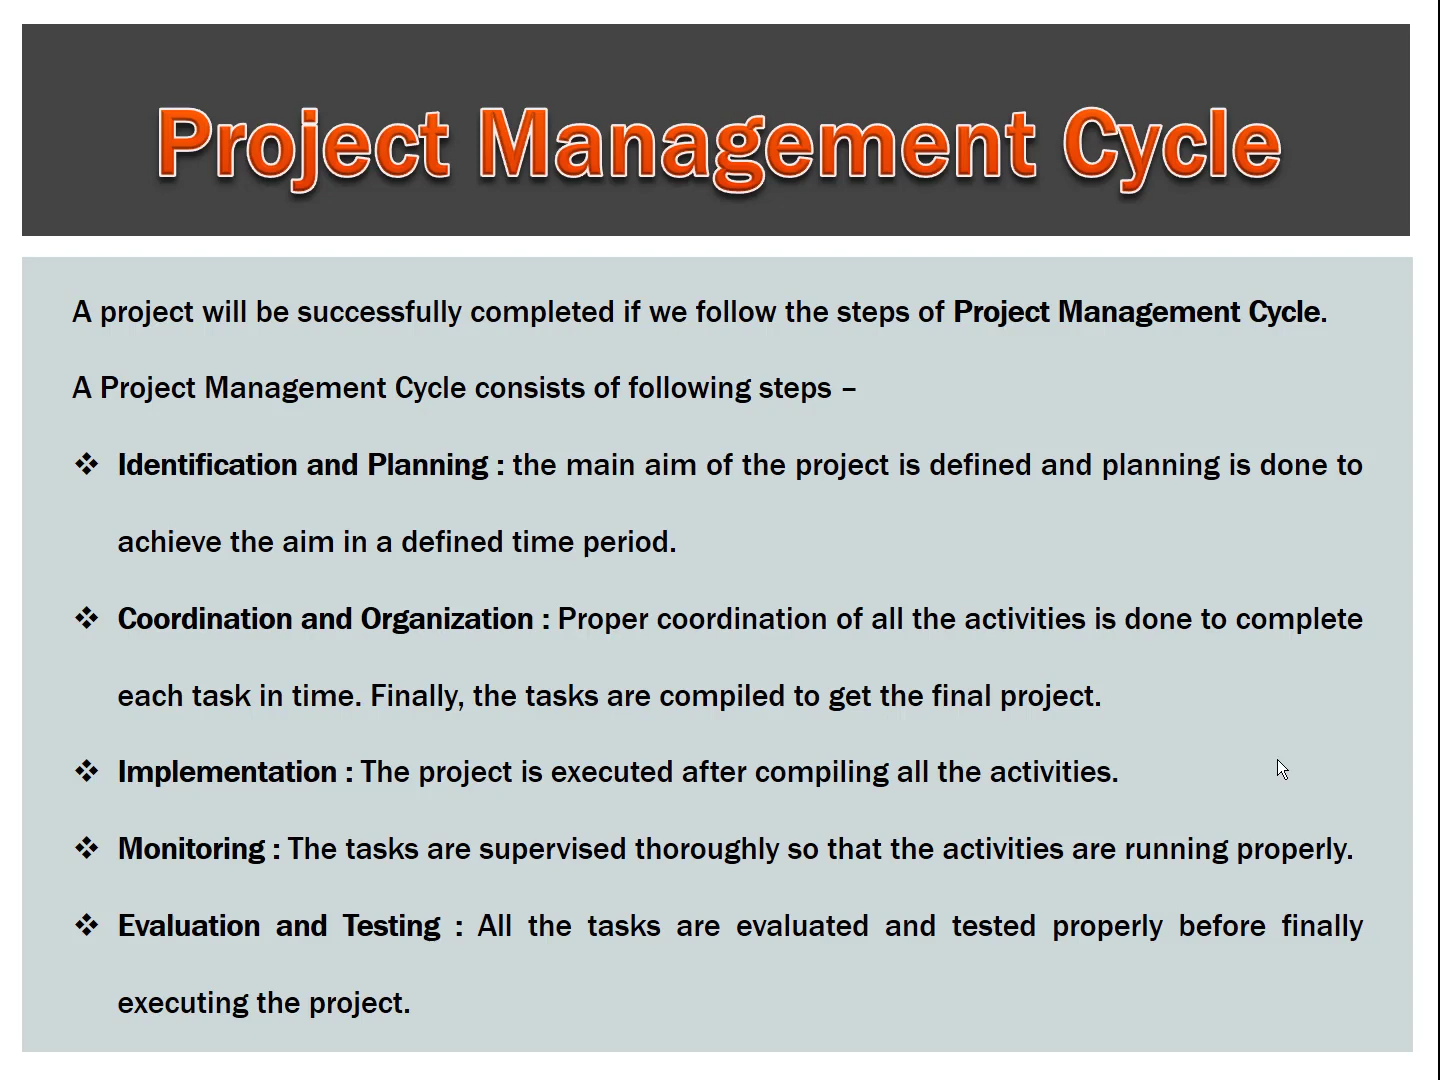 Project Management Cycle
A project will be successfully completed if we follow the steps of Project Management Cycle.
A Project Management Cycle consists of following steps –
❖ Identification and Planning : the main aim of the project is defined and planning is done to
achieve the aim in a defined time period.
❖ Coordination and Organization : Proper coordination of all the activities is done to complete
each task in time. Finally, the tasks are compiled to get the final project.
❖ Implementation : The project is executed after compiling all the activities.
❖ Monitoring : The tasks are supervised thoroughly so that the activities are running properly.
❖ Evaluation and Testing : All the tasks are evaluated and tested properly before finally
executing the project.